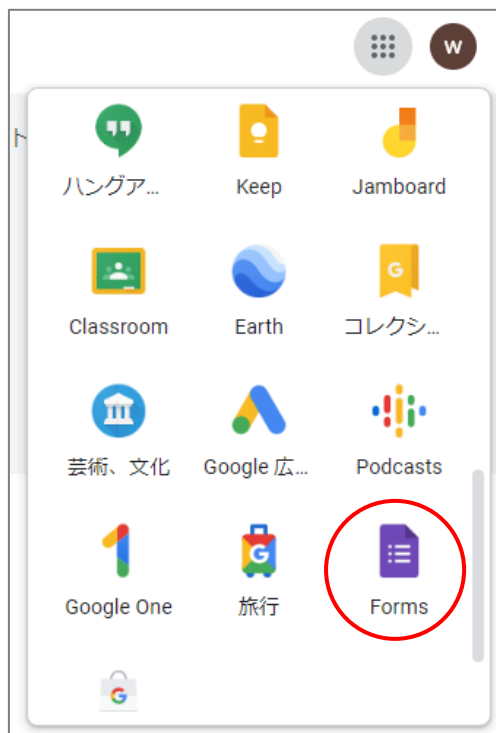 W
ト
ハングア... Keep Jamboard
G
Classroom Earth コレクシ...
芸術、文化 Google 広... Podcasts
G
Google One 旅行 Forms
G